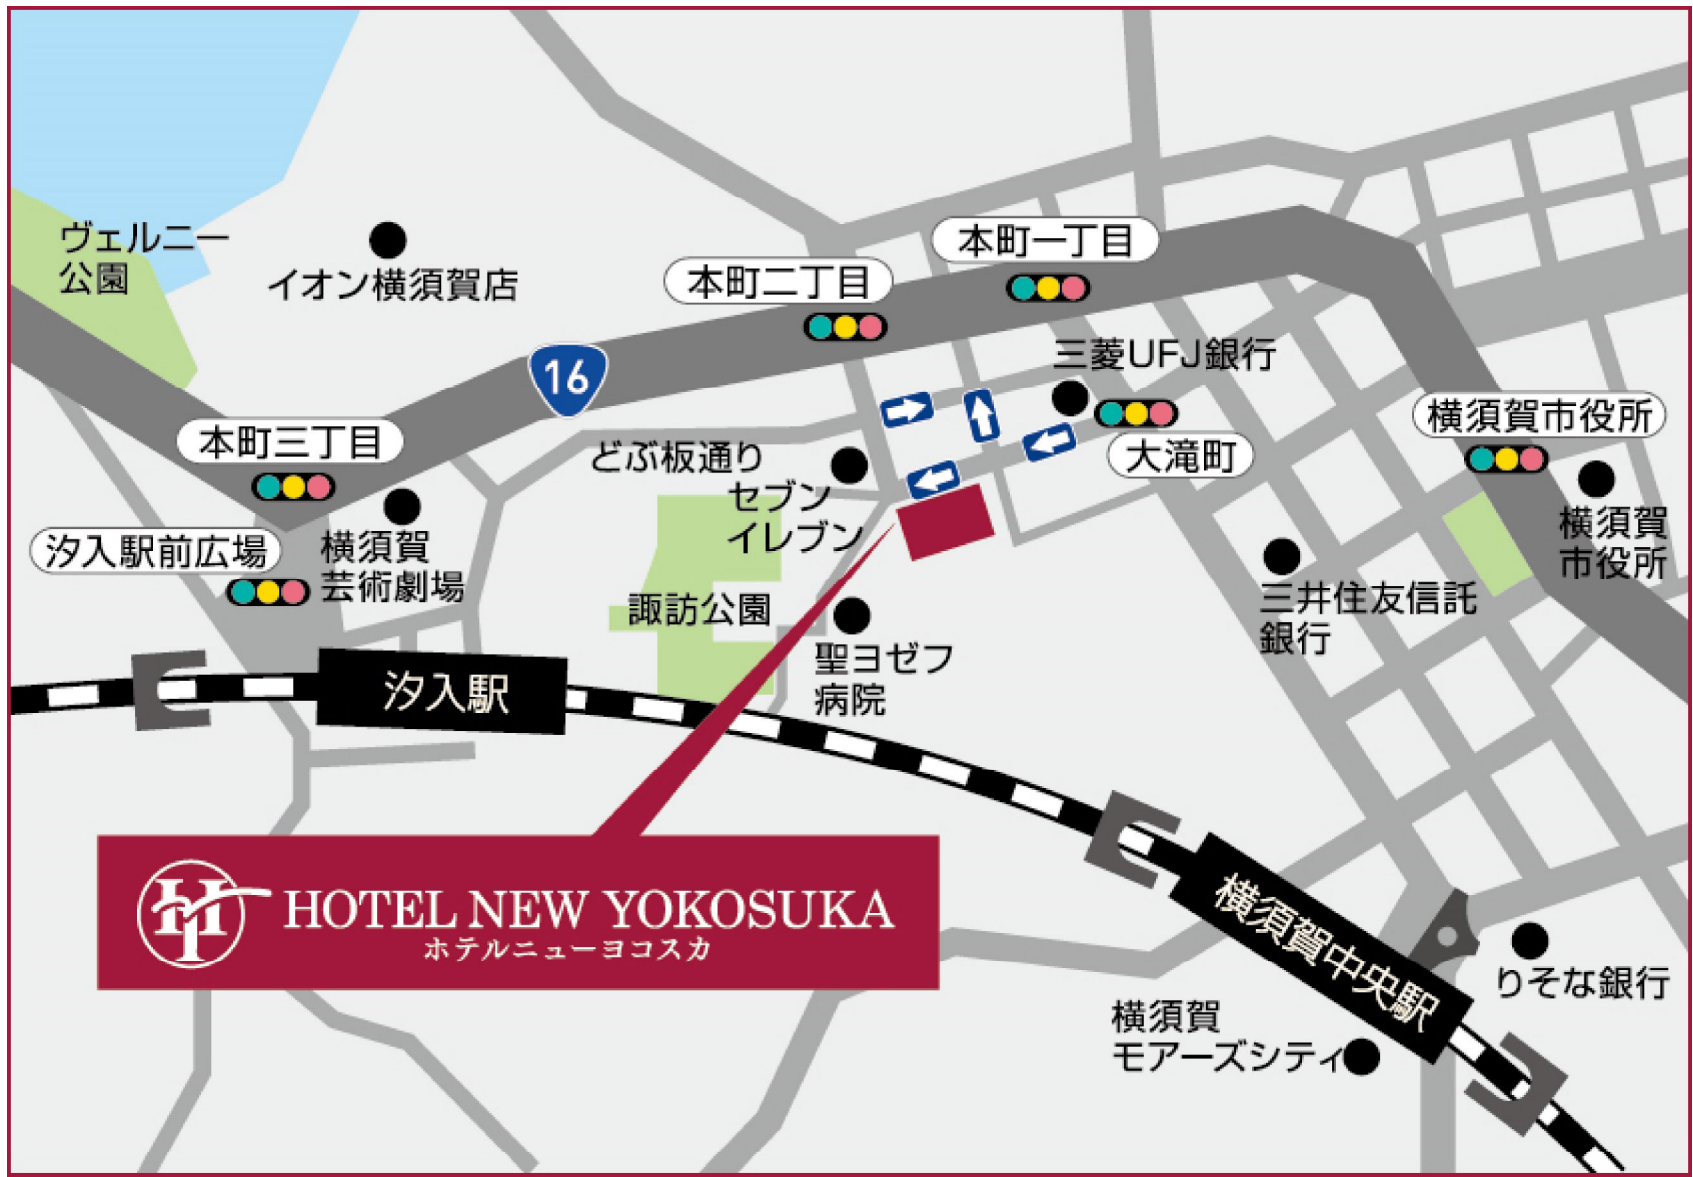 ヴェルニー
公園
イオン横須賀店
本町一丁目
本町二丁目
16
三菱UFJ銀行
本町三丁目
どぶ板通り
大滝町
横須賀市役所
セブン
イレブン
横須賀
芸術劇場
汐入駅前広場
横須賀
市役所
諏訪公園
三井住友信託
銀行
聖ヨゼフ
病院
汐入駅
HOTEL NEW YOKOSUKA
ホテルニューヨコスカ
横須賀中央駅
りそな銀行
横須賀
モアーズシティ